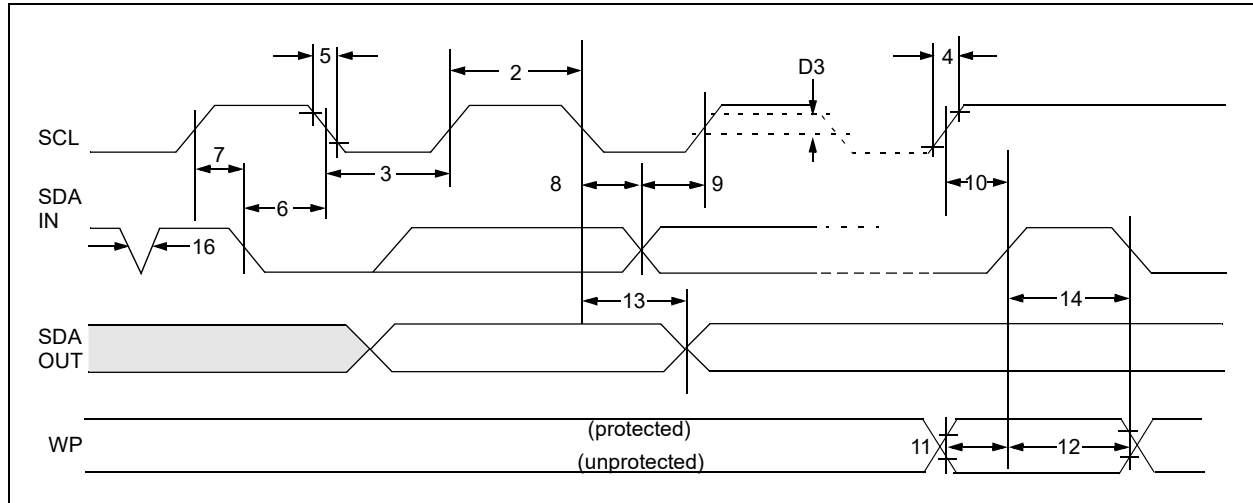 5
2
D3
4
SCL
7
3
8
9
10
SDA
IN
6
16
13
14
SDA
OUT
(protected)
WP
11
12
(unprotected)